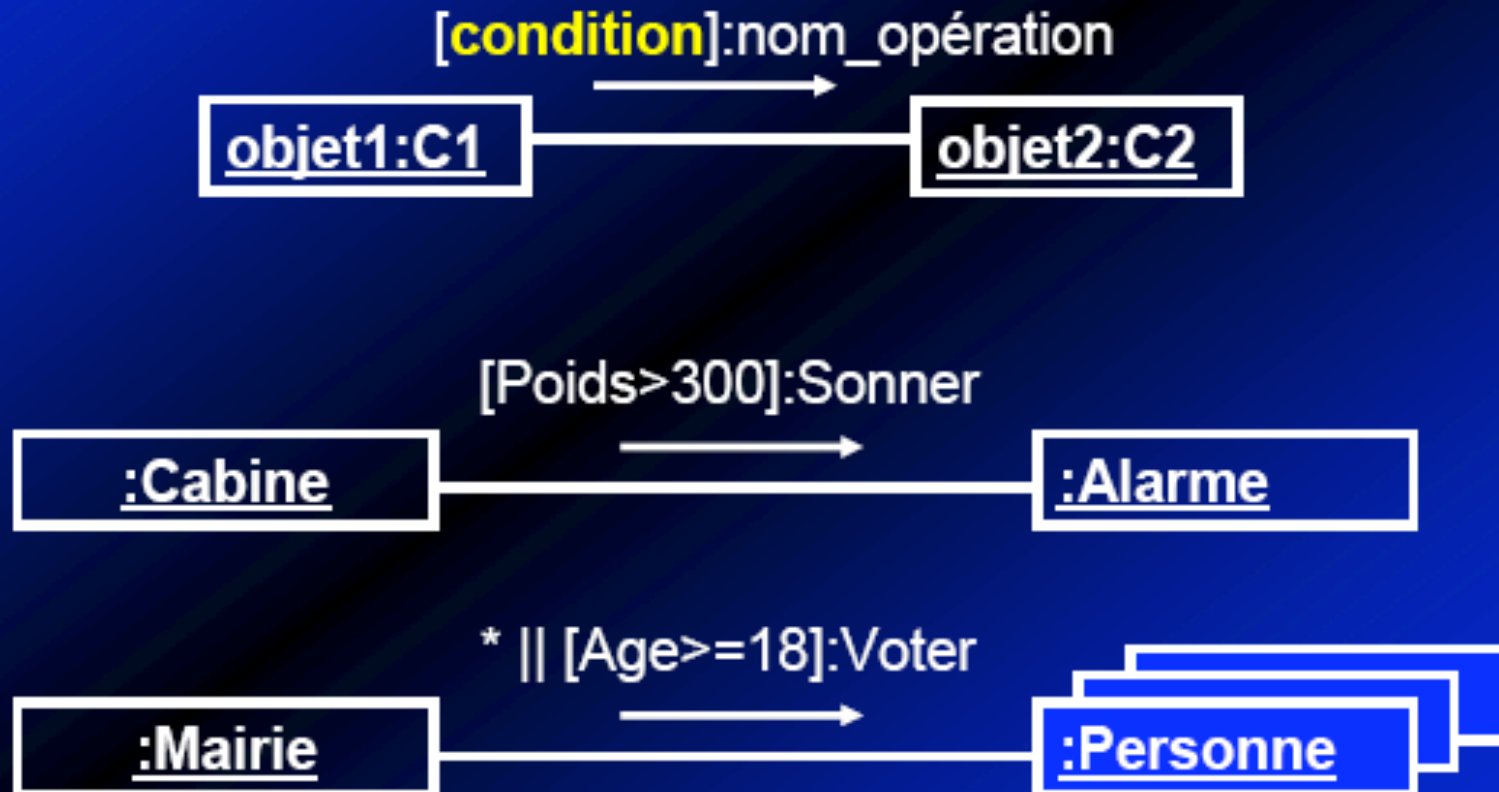 [condition]:nom_opération
objet1:C1 objet2:C2
[Poids>300]:Sonner
:Cabine :Alarme
* || [Age>=18]:Voter
:Mairie :Personne